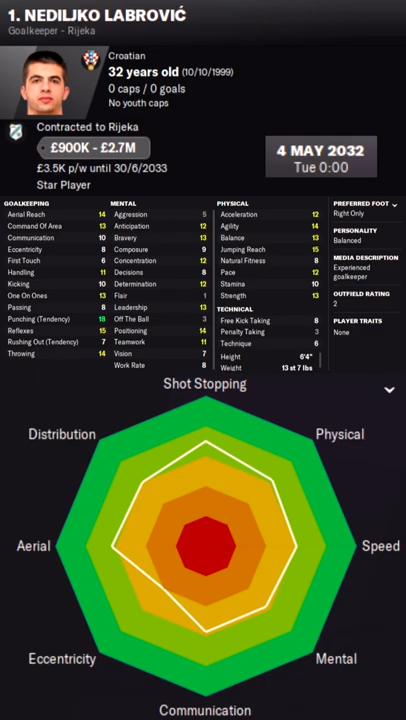 1. NEDILJKO LABROVIĆ
Goalkeeper - Rijeka
Croatian
32 years old (10/10/1999)
0 caps / 0 goals
No youth caps
Contracted to Rijeka
£900K - £2.7M
£3.5K p/w until 30/6/2033
Star Player
4 MAY 2032
Tue 0:00
GOALKEEPING
Aerial Reach 14
Command Of Area 13
Communication 10
Eccentricity 8
First Touch 6
Handling 11
Kicking 10
One On Ones 13
Passing 8
Punching (Tendency) 18
Reflexes 15
Rushing Out (Tendency) 7
Throwing 14
MENTAL
Aggression 5
Anticipation 12
Bravery 13
Composure 9
Concentration 12
Decisions 8
Determination 12
Flair 1
Leadership 13
Off The Ball 3
Positioning 14
Teamwork 11
Vision 7
Work Rate 8
PHYSICAL
Acceleration 12
Agility 14
Balance 13
Jumping Reach 15
Natural Fitness 8
Pace 12
Stamina 10
Strength 13
TECHNICAL
Free Kick Taking 8
Penalty Taking 3
Technique 6
Height 6'4"
Weight 13 st 7 lbs
PREFERRED FOOT
Right Only
PERSONALITY
Balanced
MEDIA DESCRIPTION
Experienced
goalkeeper
OUTFIELD RATING
2
PLAYER TRAITS
None
Shot Stopping
Distribution
Physical
Aerial
Speed
Eccentricity
Mental
Communication